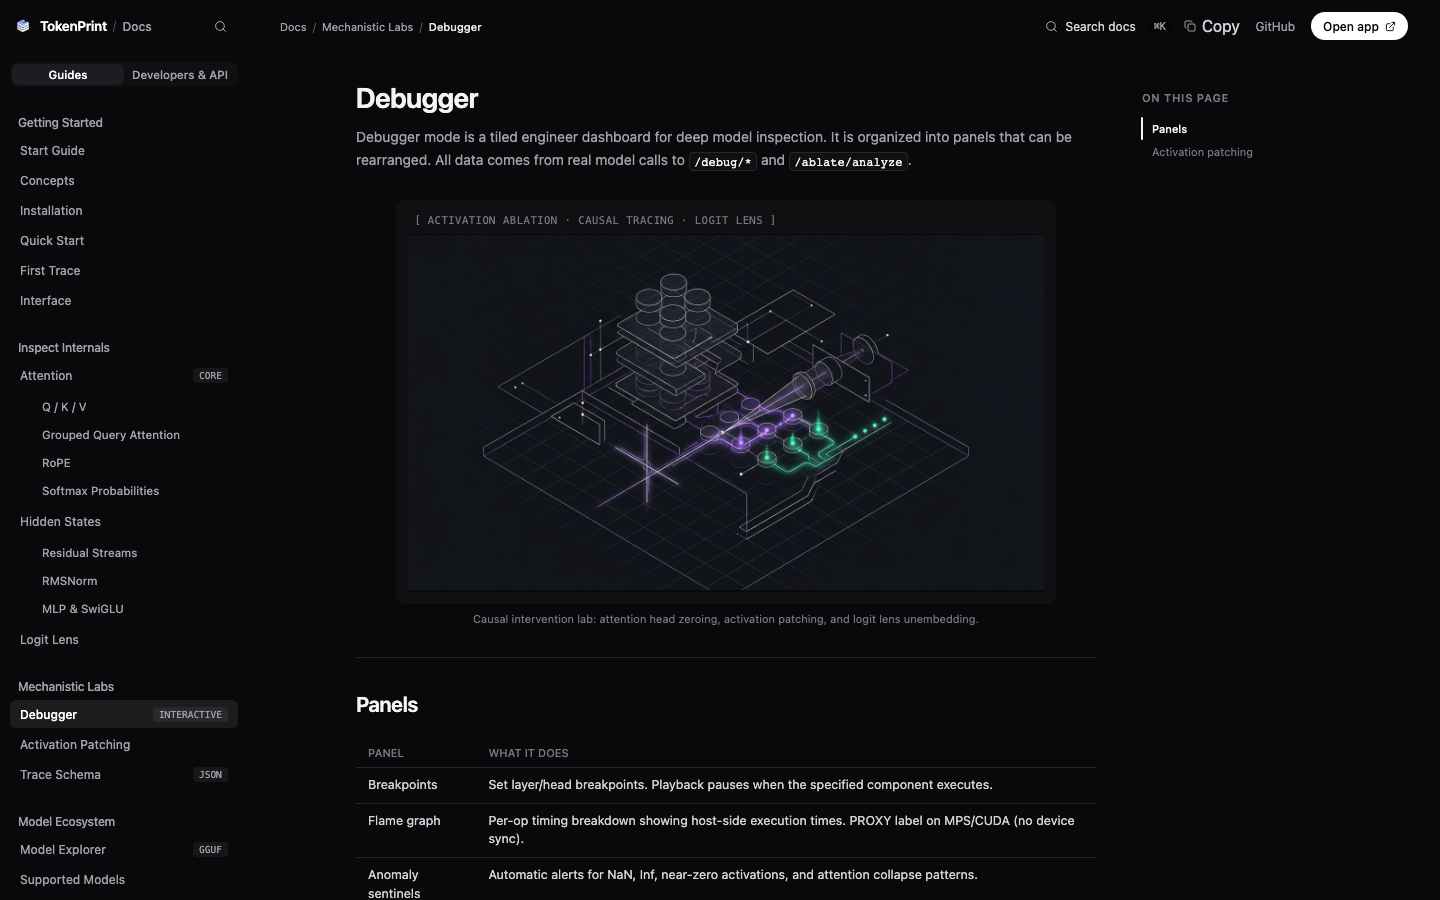 TokenPrint / Docs
Docs / Mechanistic Labs / Debugger
Search docs ⌘K Copy GitHub Open app
Guides Developers & API
Getting Started
Start Guide
Concepts
Installation
Quick Start
First Trace
Interface
Inspect Internals
Attention CORE
Q / K / V
Grouped Query Attention
RoPE
Softmax Probabilities
Hidden States
Residual Streams
RMSNorm
MLP & SwiGLU
Logit Lens
Mechanistic Labs
Debugger INTERACTIVE
Activation Patching
Trace Schema JSON
Model Ecosystem
Model Explorer GGUF
Supported Models
Debugger
Debugger mode is a tiled engineer dashboard for deep model inspection. It is organized into panels that can be
rearranged. All data comes from real model calls to /debug/* and /ablate/analyze.
[ ACTIVATION ABLATION · CAUSAL TRACING · LOGIT LENS ]
Causal intervention lab: attention head zeroing, activation patching, and logit lens unembedding.
Panels
PANEL WHAT IT DOES
Breakpoints Set layer/head breakpoints. Playback pauses when the specified component executes.
Flame graph Per-op timing breakdown showing host-side execution times. PROXY label on MPS/CUDA (no device
sync).
Anomaly Automatic alerts for NaN, Inf, near-zero activations, and attention collapse patterns.
sentinels
ON THIS PAGE
Panels
Activation patching